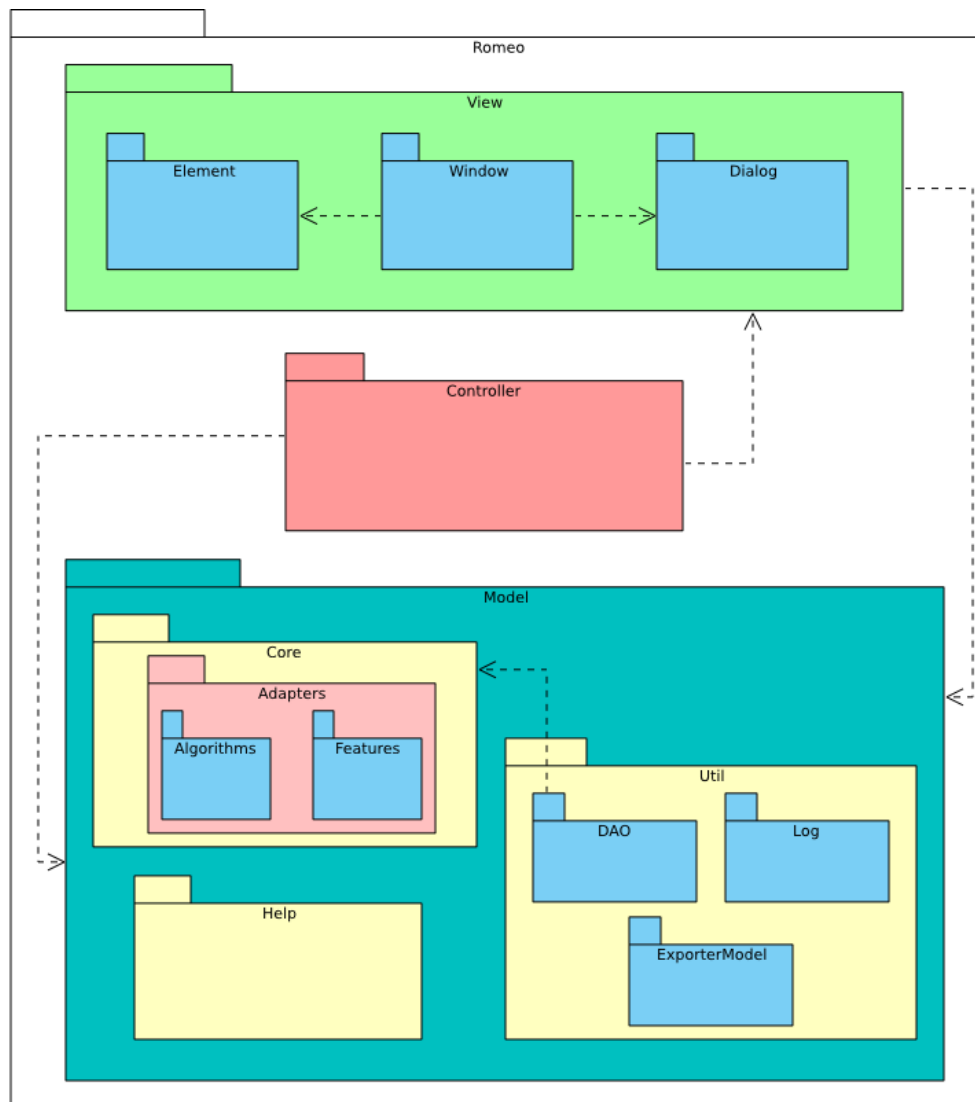 Romeo
View
Element
Window
Dialog
Controller
Model
Core
Adapters
Algorithms
Features
Util
DAO
Log
Help
ExporterModel